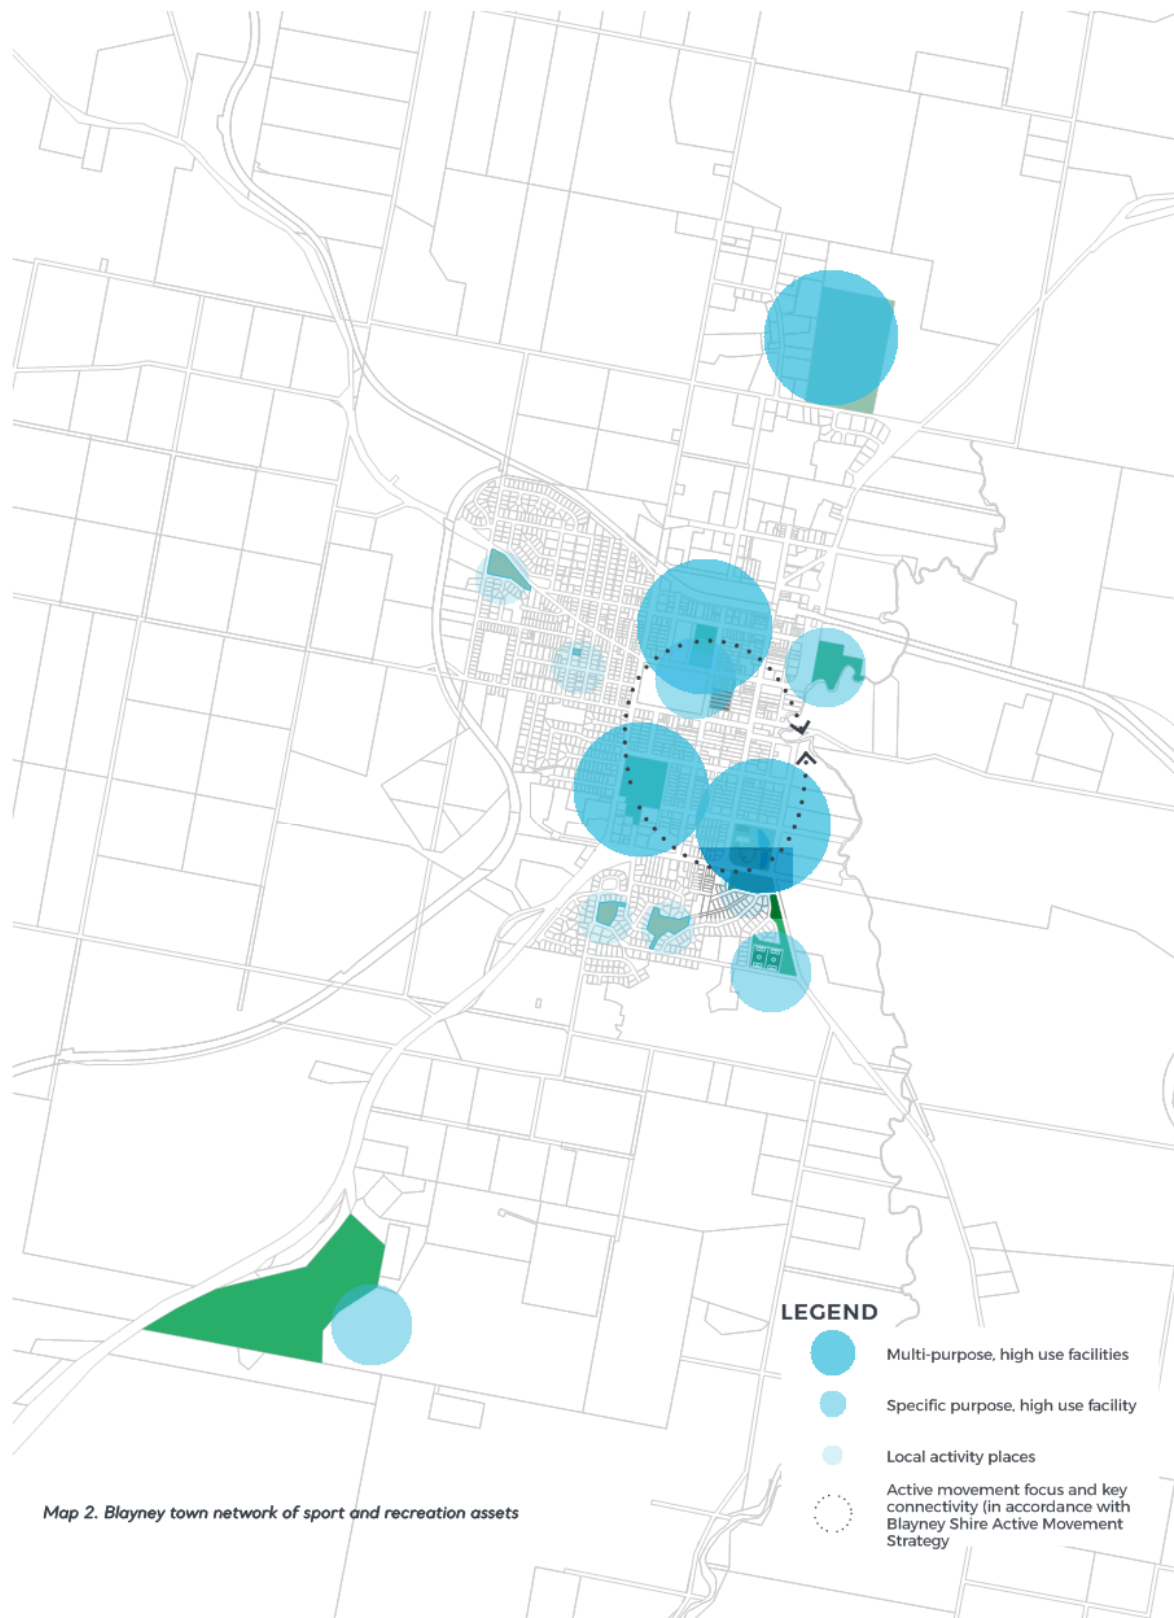 LEGEND
Multi-purpose, high use facilities
Specific purpose, high use facility
Local activity places
Active movement focus and key
connectivity (in accordance with
Blayney Shire Active Movement
Strategy
Map 2. Blayney town network of sport and recreation assets